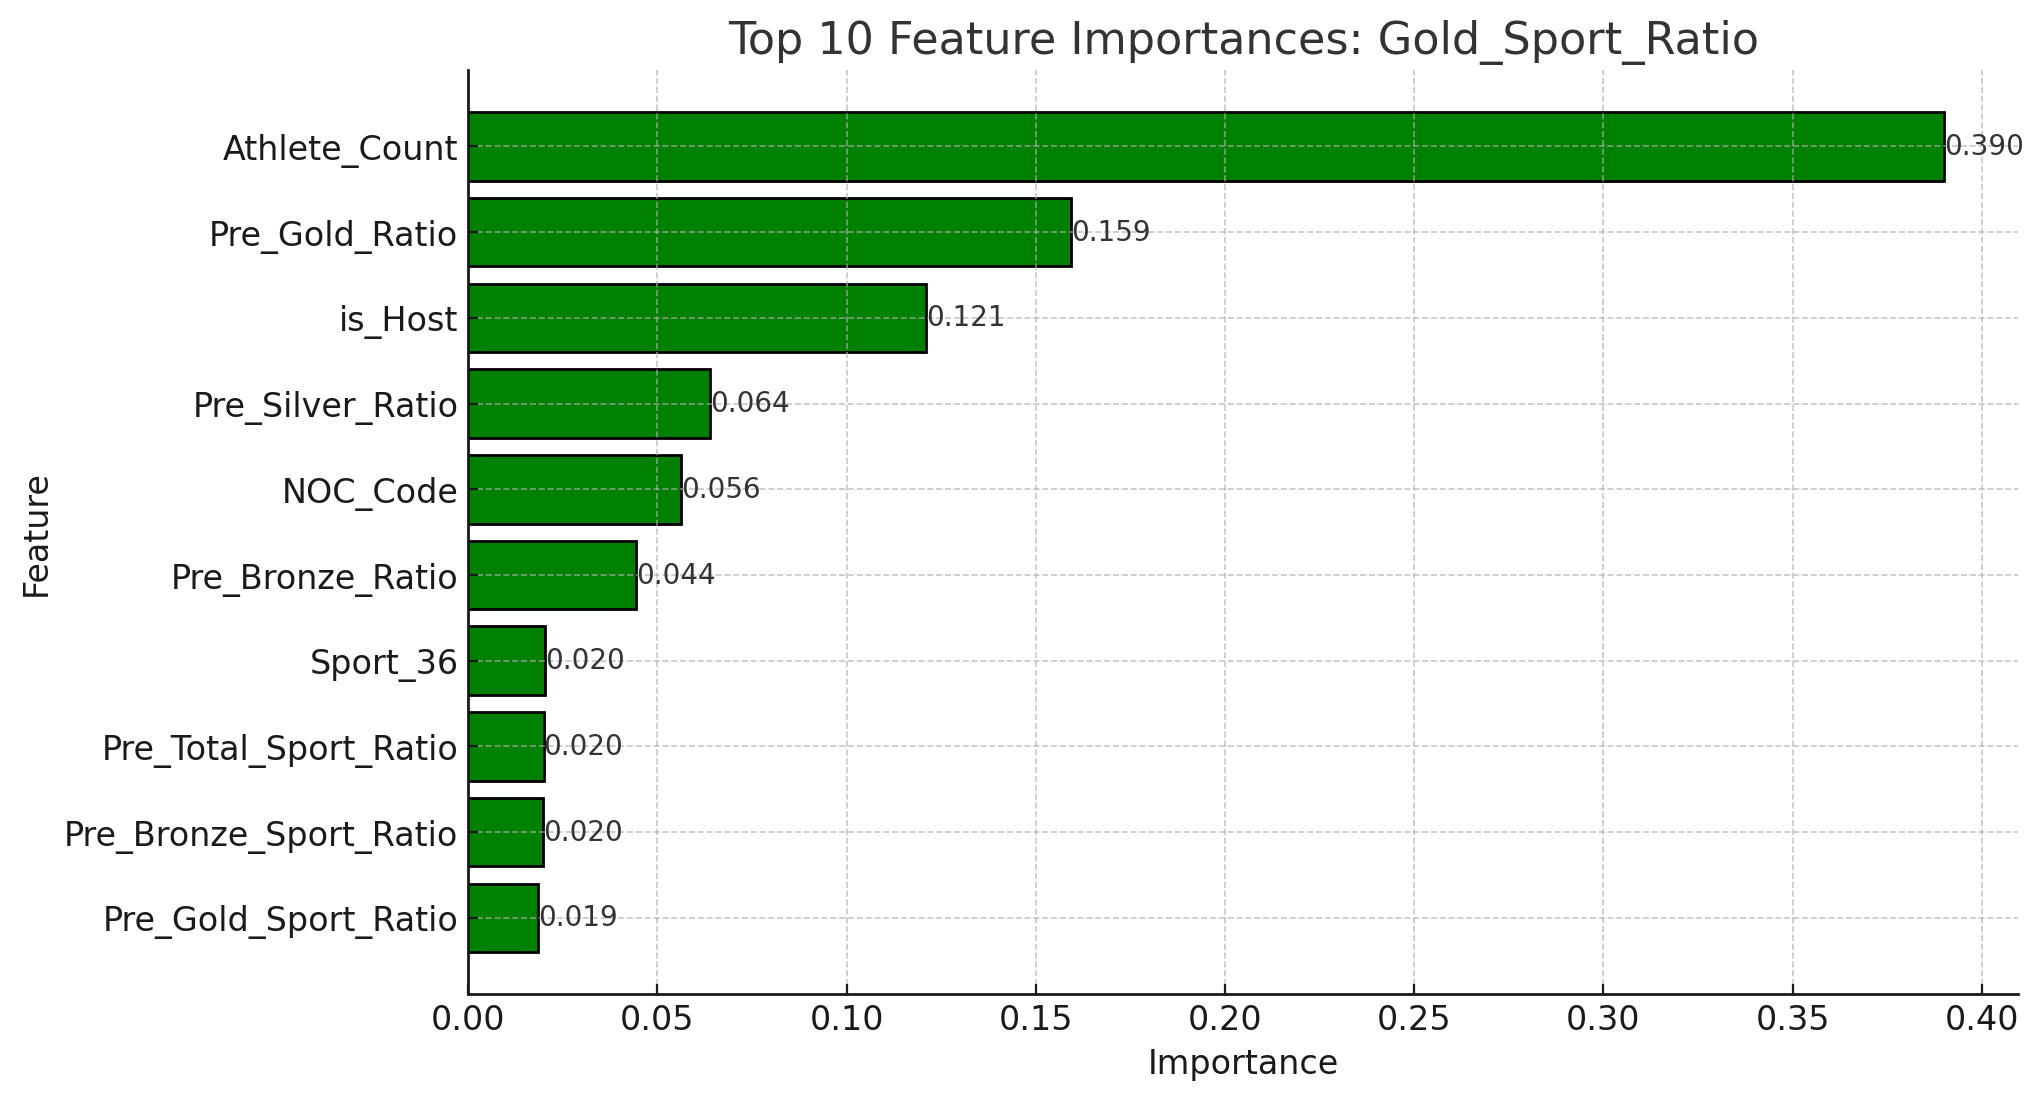 Top 10 Feature Importances: Gold_Sport_Ratio
Feature
Athlete_Count 0.390
Pre_Gold_Ratio 0.159
is_Host 0.121
Pre_Silver_Ratio 0.064
NOC_Code 0.056
Pre_Bronze_Ratio 0.044
Sport_36 0.020
Pre_Total_Sport_Ratio 0.020
Pre_Bronze_Sport_Ratio 0.020
Pre_Gold_Sport_Ratio 0.019
0.00 0.05 0.10 0.15 0.20 0.25 0.30 0.35 0.40
Importance